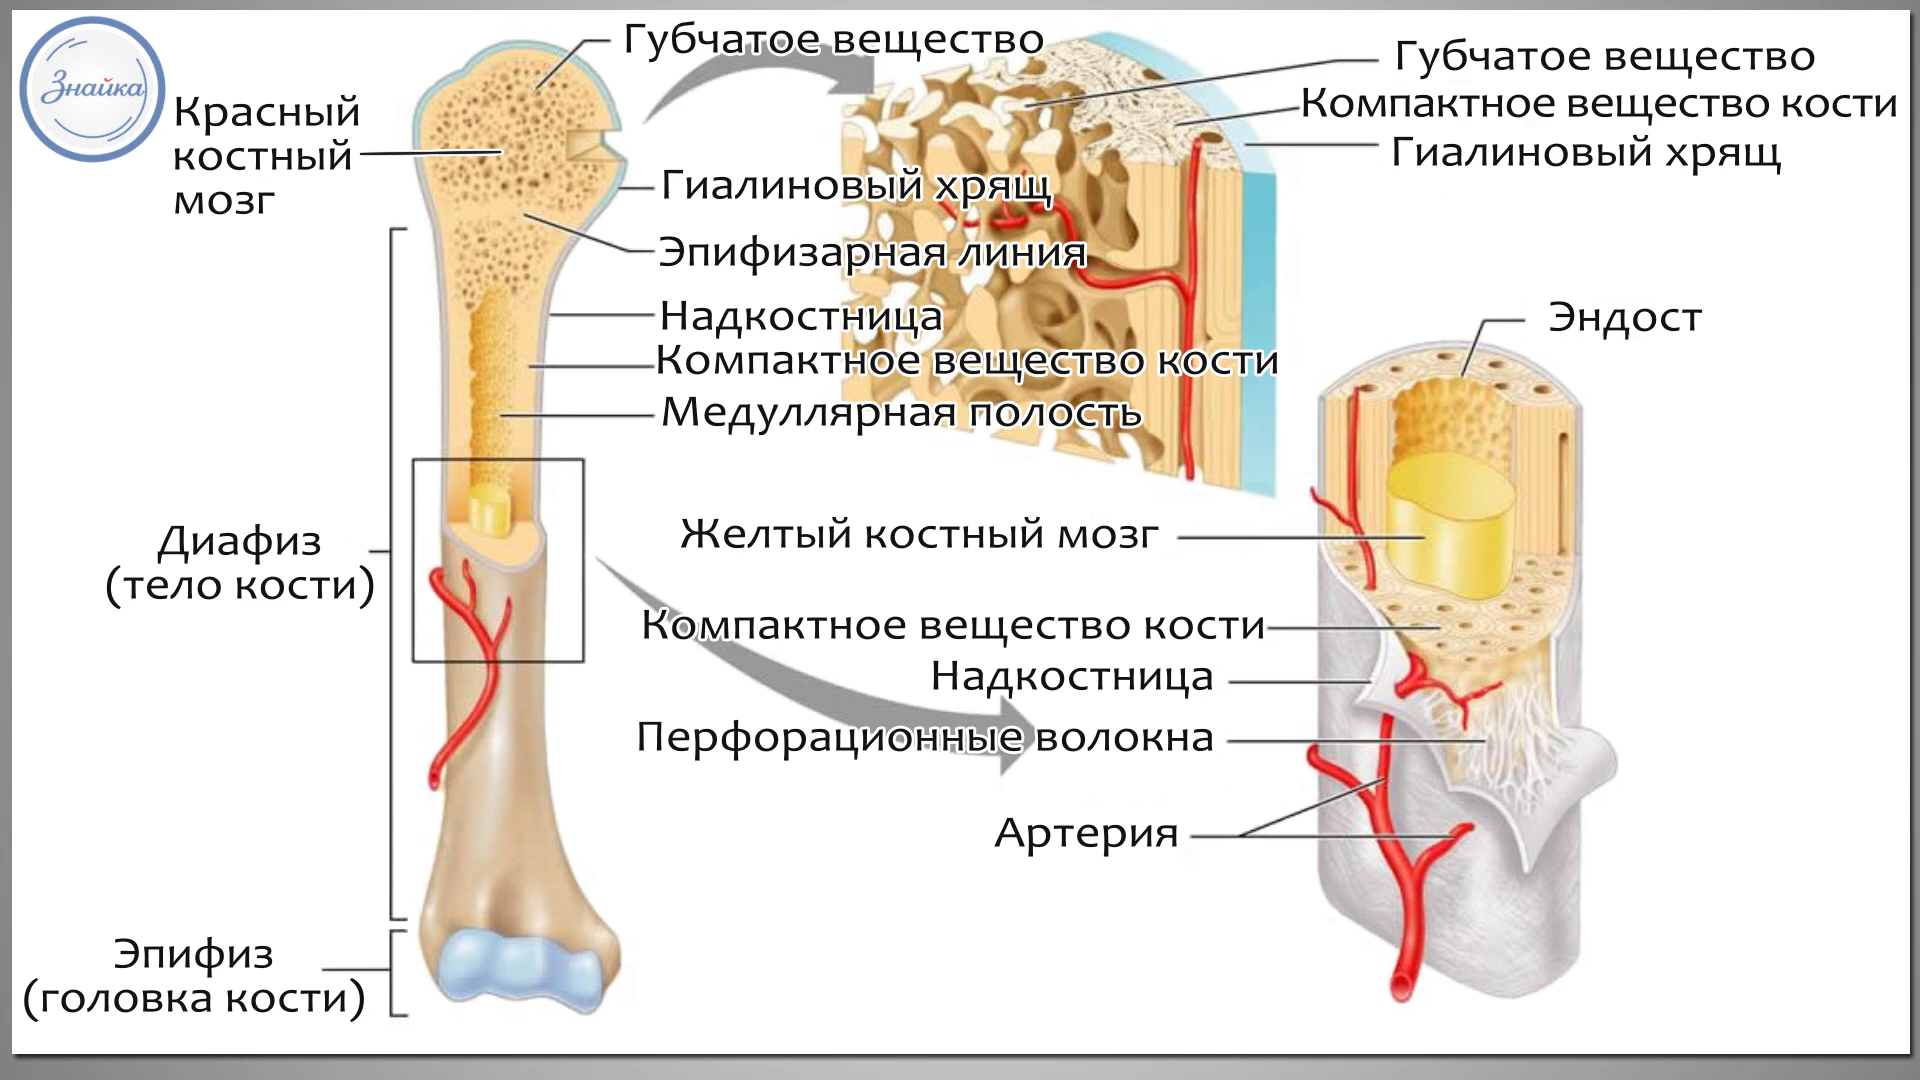 Знайка
Губчатое вещество
Красный
костный
мозг
Гиалиновый хрящ
Эпифизарная линия
Надкостница
Компактное вещество кости
Медуллярная полость
Диафиз
(тело кости)
Эпифиз
(головка кости)
Губчатое вещество
Компактное вещество кости
Гиалиновый хрящ
Эндост
Желтый костный мозг
Компактное вещество кости
Надкостница
Перфорационные волокна
Артерия